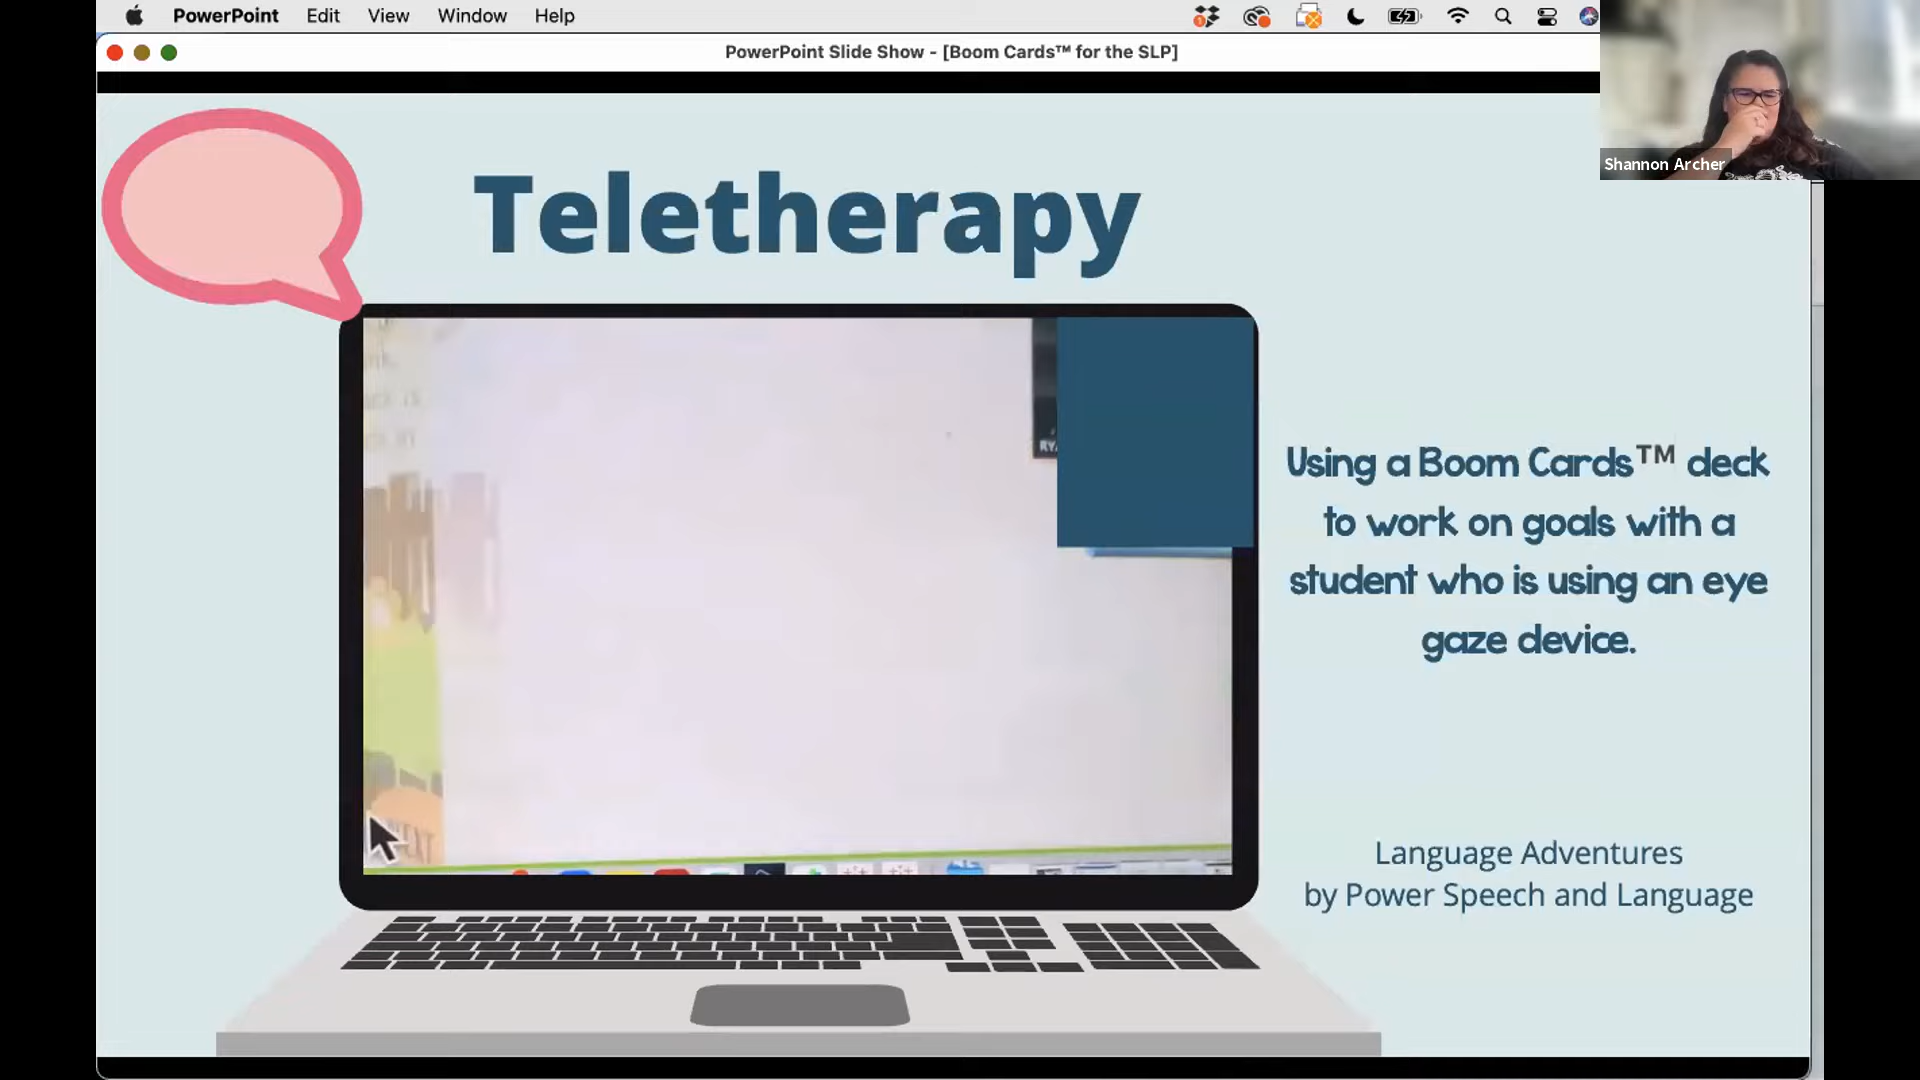 PowerPoint Edit View Window Help
PowerPoint Slide Show - [Boom Cards™ for the SLP]
Shannon Archer
Teletherapy
Using a Boom Cards™ deck
to work on goals with a
student who is using an eye
gaze device.
Language Adventures
by Power Speech and Language